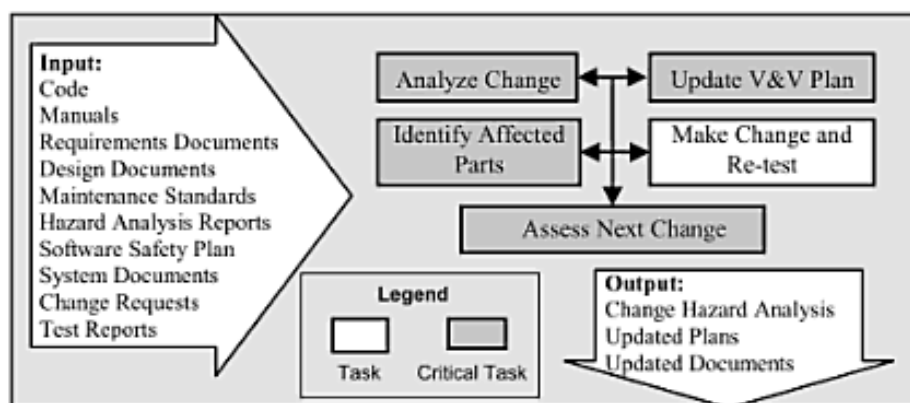 Input:
Code
Manuals
Requirements Documents
Design Documents
Maintenance Standards
Hazard Analysis Reports
Software Safety Plan
System Documents
Change Requests
Test Reports
Analyze Change
Update V&V Plan
Identify Affected
Parts
Make Change and
Re-test
Assess Next Change
Legend
Task
Critical Task
Output:
Change Hazard Analysis
Updated Plans
Updated Documents